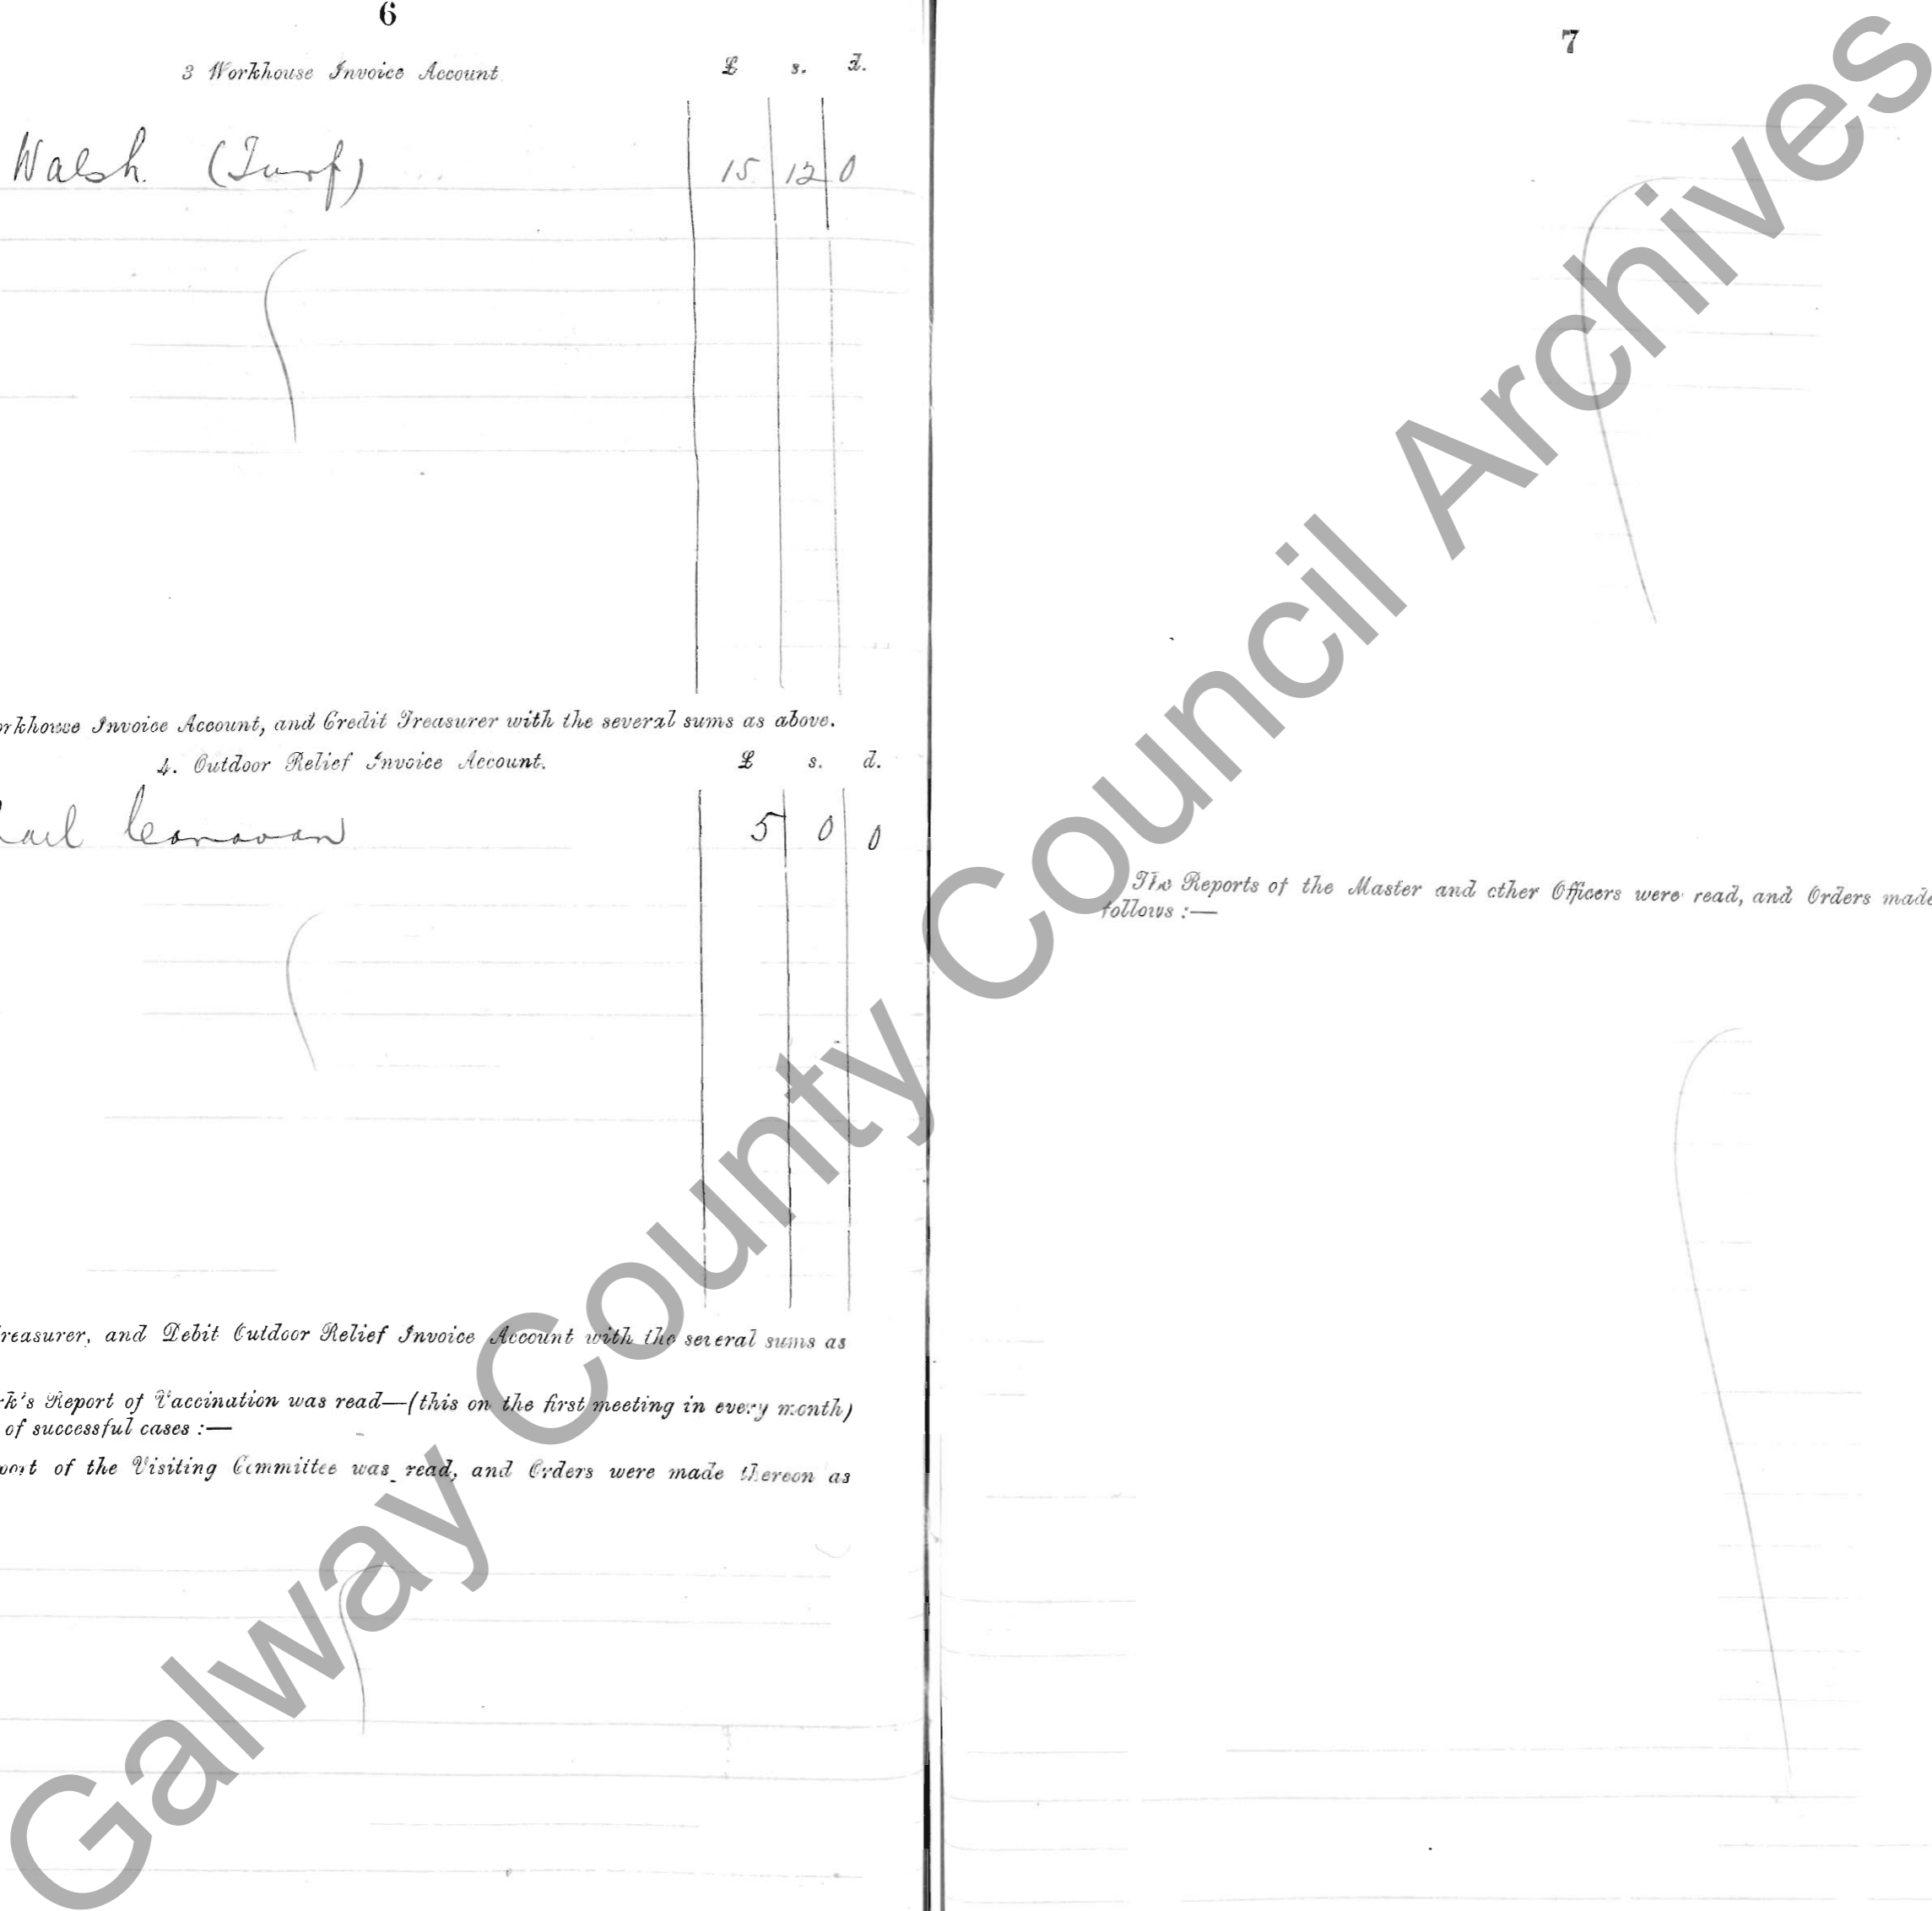 6
3 Workhouse Invoice Account £ s. d.
Walsh (Turf) 15 12 0
Workhouse Invoice Account, and Credit Treasurer with the several sums as above.
4. Outdoor Relief Invoice Account. £ s. d.
Canavan 5 0 0
Treasurer, and Debit Outdoor Relief Invoice Account with the several sums as
rk's Report of Vaccination was read—(this on the first meeting in every month)
of successful cases :—
port of the Visiting Committee was read, and Orders were made thereon as
7
The Reports of the Master and other Officers were read, and Orders made
follows :—
Galway County Council Archives